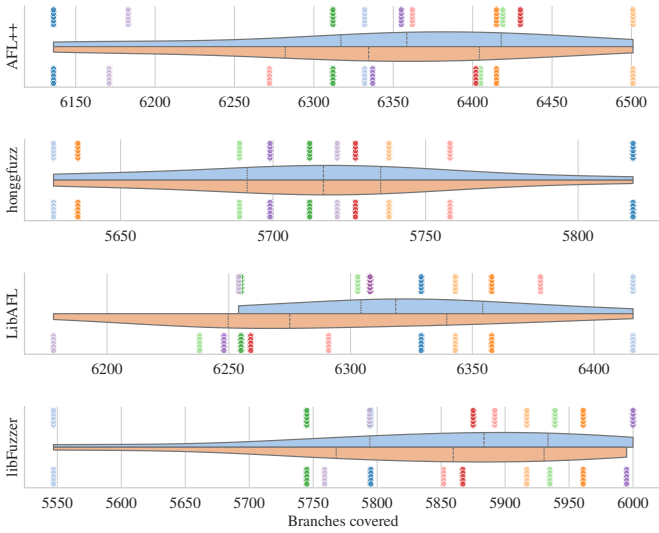 AFL++
6150 6200 6250 6300 6350 6400 6450 6500
honggfuzz
5650 5700 5750 5800
LibAFL
6200 6250 6300 6350 6400
libFuzzer
5550 5600 5650 5700 5750 5800 5850 5900 5950 6000
Branches covered